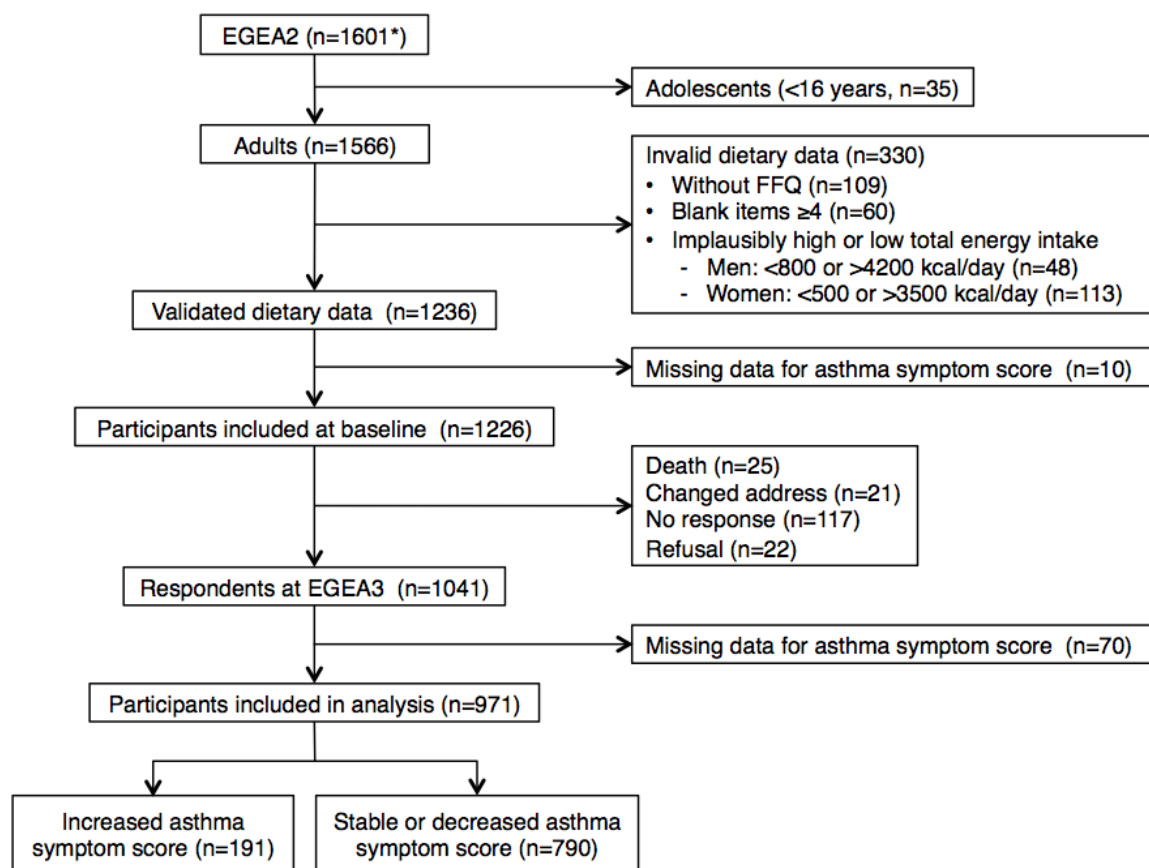 EGEA2 (n=1601*)
Adolescents (<16 years, n=35)
Adults (n=1566)
Invalid dietary data (n=330)
• Without FFQ (n=109)
• Blank items ≥4 (n=60)
• Implausibly high or low total energy intake
- Men: <800 or >4200 kcal/day (n=48)
- Women: <500 or >3500 kcal/day (n=113)
Validated dietary data (n=1236)
Missing data for asthma symptom score (n=10)
Participants included at baseline (n=1226)
Death (n=25)
Changed address (n=21)
No response (n=117)
Refusal (n=22)
Respondents at EGEA3 (n=1041)
Missing data for asthma symptom score (n=70)
Participants included in analysis (n=971)
Increased asthma
symptom score (n=191)
Stable or decreased asthma
symptom score (n=790)